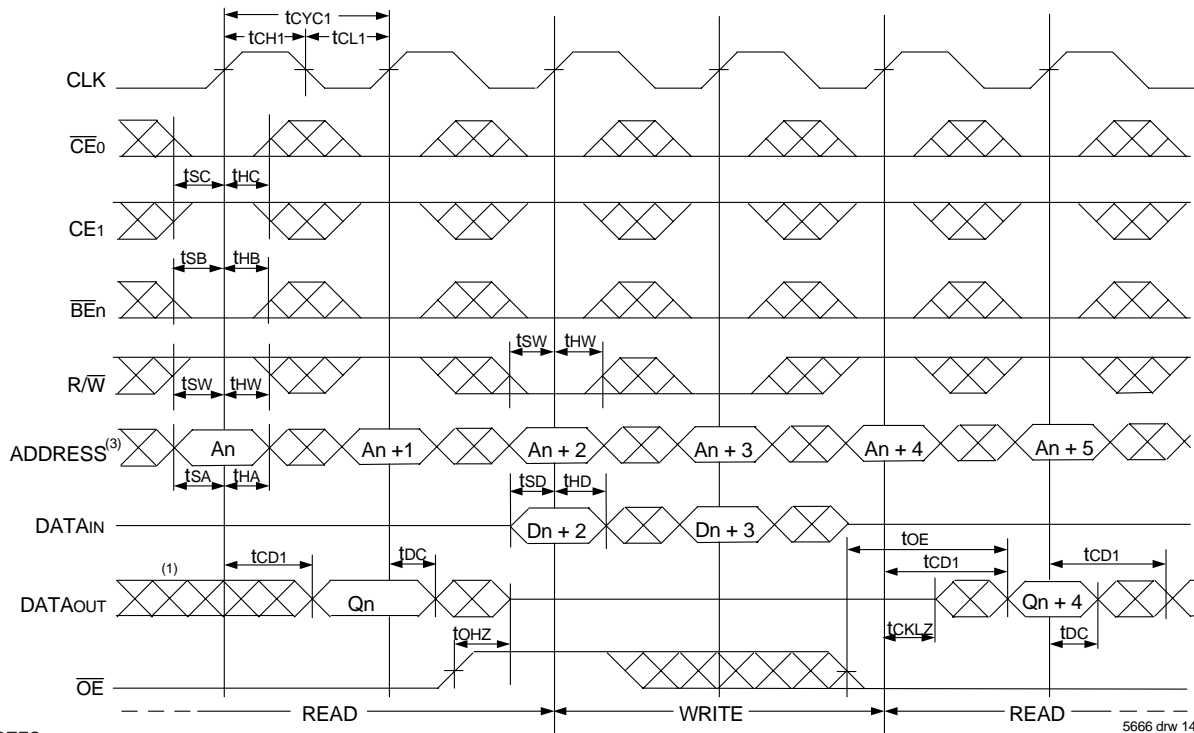 tCYC1
tCH1 tCL1
CLK
CE0
tSC tHC
CE1
tSB tHB
BEn
tSW tHW
R/W
tSW tHW
ADDRESS(3) An An +1 An + 2 An + 3 An + 4 An + 5
tSA tHA
tSD tHD
DATAIN Dn + 2 Dn + 3
tOE
(1) tCD1 tDC tCD1 tCD1
DATAOUT Qn Qn + 4
tOHZ tCKLZ tDC
OE
READ WRITE READ
5666 drw 14